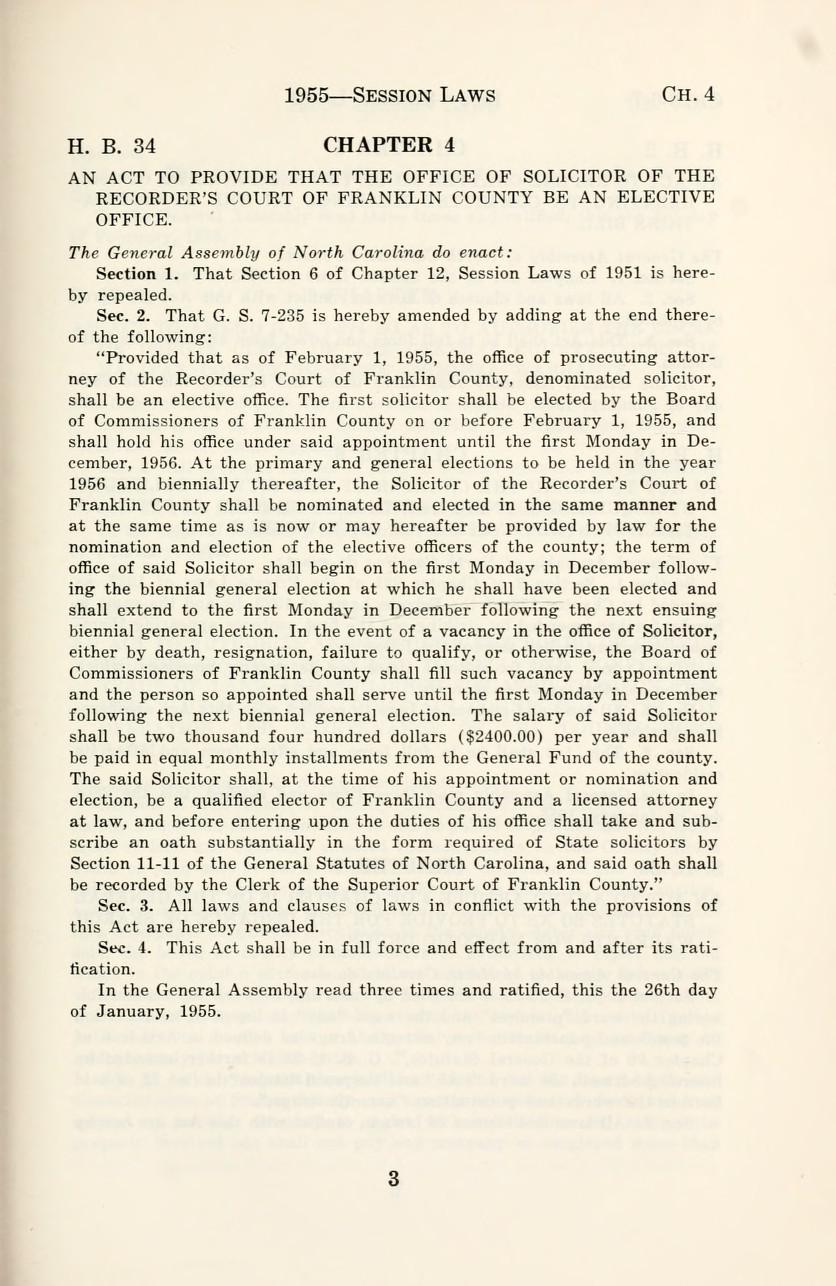 1955—Session Laws Ch. 4
H. B. 34 CHAPTER 4
AN ACT TO PROVIDE THAT THE OFFICE OF SOLICITOR OF THE
RECORDER'S COURT OF FRANKLIN COUNTY BE AN ELECTIVE
OFFICE.
The General Assembly of North Carolina do enact:
Section 1. That Section 6 of Chapter 12, Session Laws of 1951 is here-
by repealed.
Sec. 2. That G. S. 7-235 is hereby amended by adding at the end there-
of the following:
"Provided that as of February 1, 1955, the office of prosecuting attor-
ney of the Recorder's Court of Franklin County, denominated solicitor,
shall be an elective office. The first solicitor shall be elected by the Board
of Commissioners of Franklin County on or before February 1, 1955, and
shall hold his office under said appointment until the first Monday in De-
cember, 1956. At the primary and general elections to be held in the year
1956 and biennially thereafter, the Solicitor of the Recorder's Court of
Franklin County shall be nominated and elected in the same manner and
at the same time as is now or may hereafter be provided by law for the
nomination and election of the elective officers of the county; the term of
office of said Solicitor shall begin on the first Monday in December follow-
ing the biennial general election at which he shall have been elected and
shall extend to the first Monday in December following the next ensuing
biennial general election. In the event of a vacancy in the office of Solicitor,
either by death, resignation, failure to qualify, or otherwise, the Board of
Commissioners of Franklin County shall fill such vacancy by appointment
and the person so appointed shall serve until the first Monday in December
following the next biennial general election. The salary of said Solicitor
shall be two thousand four hundred dollars ($2400.00) per year and shall
be paid in equal monthly installments from the General Fund of the county.
The said Solicitor shall, at the time of his appointment or nomination and
election, be a qualified elector of Franklin County and a licensed attorney
at law, and before entering upon the duties of his office shall take and sub-
scribe an oath substantially in the form required of State solicitors by
Section 11-11 of the General Statutes of North Carolina, and said oath shall
be recorded by the Clerk of the Superior Court of Franklin County."
Sec. 3. All laws and clauses of laws in conflict with the provisions of
this Act are hereby repealed.
Sec. 4. This Act shall be in full force and effect from and after its rati-
fication.
In the General Assembly read three times and ratified, this the 26th day
of January, 1955.
3